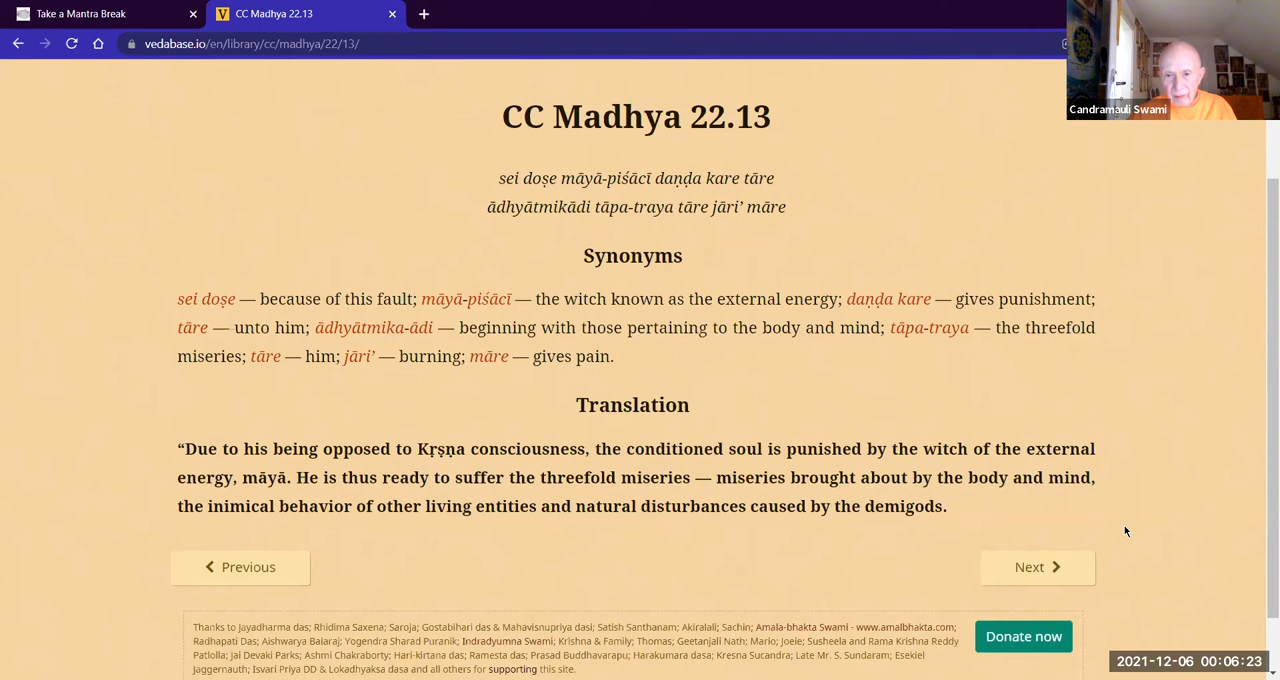 Take a Mantra Break
CC Madhya 22.13
vedabase.io/en/library/cc/madhya/22/13/
Candramauli Swami
CC Madhya 22.13
sei doṣe māyā-piśācī daṇḍa kare tāre
ādhyātmikādi tāpa-traya tāre jāri’ māre
Synonyms
sei doṣe — because of this fault; māyā-piśācī — the witch known as the external energy; daṇḍa kare — gives punishment;
tāre — unto him; ādhyātmika-ādi — beginning with those pertaining to the body and mind; tāpa-traya — the threefold
miseries; tāre — him; jāri’ — burning; māre — gives pain.
Translation
“Due to his being opposed to Kṛṣṇa consciousness, the conditioned soul is punished by the witch of the external
energy, māyā. He is thus ready to suffer the threefold miseries — miseries brought about by the body and mind,
the inimical behavior of other living entities and natural disturbances caused by the demigods.
Previous
Next
Thanks to Jayadharma das; Rhidima Saxena; Saroja; Gostabihari das & Mahavisnupriya dasi; Satish Santhanam; Akiralali; Sachin; Amala-bhakta Swami - www.amalbhakta.com;
Radhapati Das; Aishwarya Balaraj; Yogendra Sharad Puranik; Indradyumna Swami; Krishna & Family; Thomas; Geetanjali Nath; Mario; Joeie; Susheela and Rama Krishna Reddy
Patlolla; Jai Devaki Parks; Ashmi Chakraborty; Hari-kirtana das; Ramesta das; Prasad Buddhavarapu; Harakumara dasa; Kresna Sucandra; Late Mr. S. Sundaram; Esekiel
Jaggernauth; Isvari Priya DD & Lokadhyaksa dasa and all others for supporting this site.
Donate now
2021-12-06 00:06:23